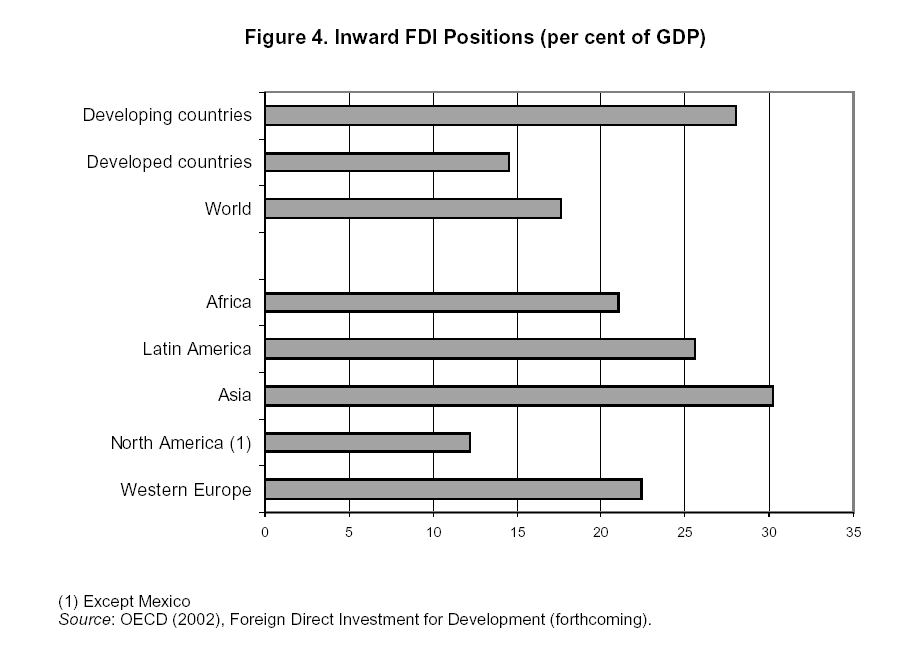 Figure 4. Inward FDI Positions (per cent of GDP)
Developing countries
Developed countries
World
Africa
Latin America
Asia
North America (1)
Western Europe
0 5 10 15 20 25 30 35
(1) Except Mexico
Source: OECD (2002), Foreign Direct Investment for Development (forthcoming).